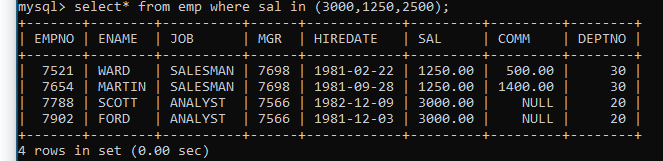 mysql> select* from emp where sal in (3000,1250,2500);
+-------+--------+----------+------+------------+---------+---------+--------+
| EMPNO | ENAME  | JOB      | MGR  | HIREDATE   | SAL     | COMM    | DEPTNO |
+-------+--------+----------+------+------------+---------+---------+--------+
|  7521 | WARD   | SALESMAN | 7698 | 1981-02-22 | 1250.00 |  500.00 |     30 |
|  7654 | MARTIN | SALESMAN | 7698 | 1981-09-28 | 1250.00 | 1400.00 |     30 |
|  7788 | SCOTT  | ANALYST  | 7566 | 1982-12-09 | 3000.00 |    NULL |     20 |
|  7902 | FORD   | ANALYST  | 7566 | 1981-12-03 | 3000.00 |    NULL |     20 |
+-------+--------+----------+------+------------+---------+---------+--------+
4 rows in set (0.00 sec)